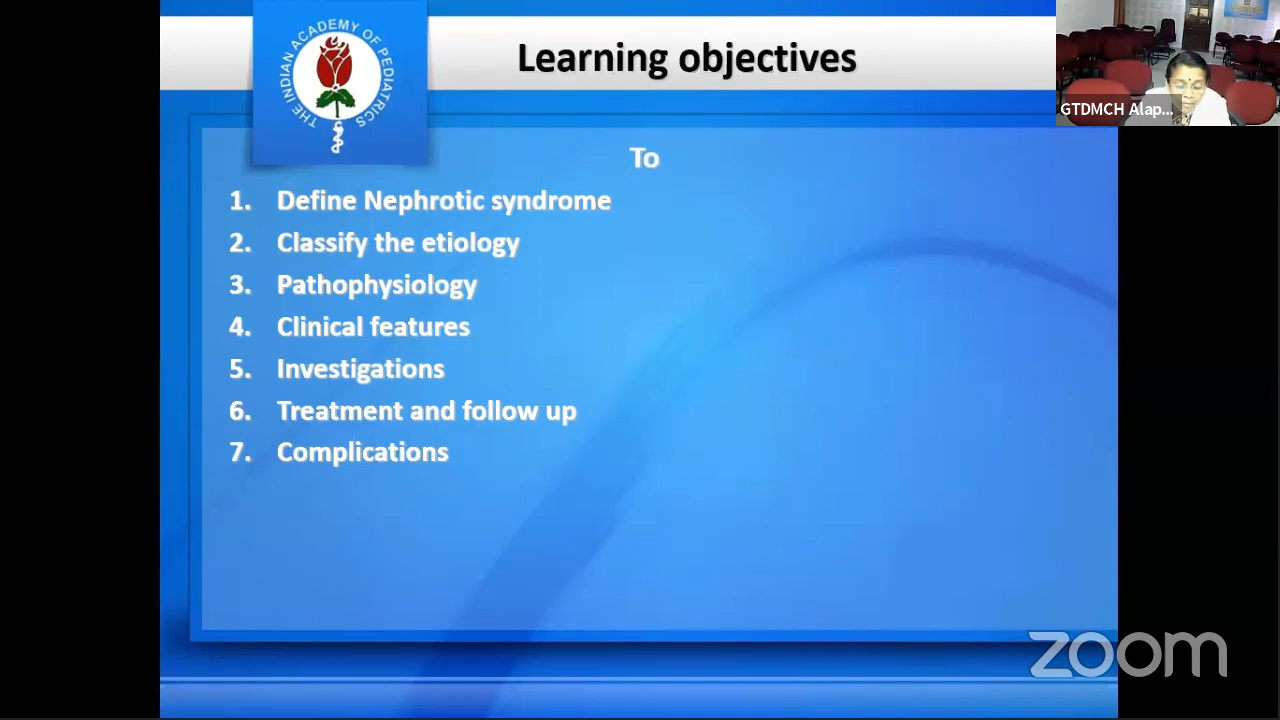 THE INDIAN ACADEMY OF PEDIATRICS
Learning objectives
GTDMCH Alap...
To
1. Define Nephrotic syndrome
2. Classify the etiology
3. Pathophysiology
4. Clinical features
5. Investigations
6. Treatment and follow up
7. Complications
zoom